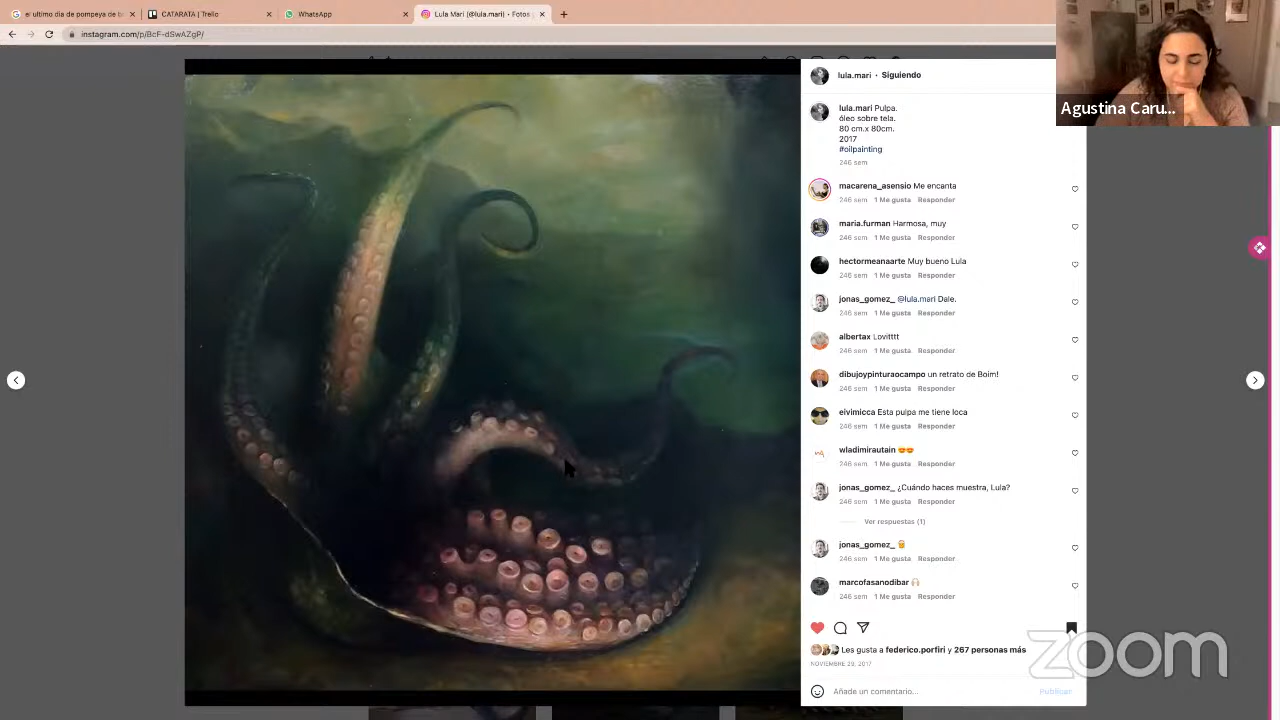 el ultimo dia de pompeya de b
CATARATA | Trello
WhatsApp
Lula Mari (@lula.mari) • Fotos
instagram.com/p/BcF-dSwAZgP/
Agustina Caru...
lula.mari • Siguiendo
lula.mari Pulpa.
óleo sobre tela.
80 cm.x 80cm.
2017
#oilpainting
246 sem
macarena_asensio Me encanta
246 sem 1 Me gusta Responder
maria.furman Harmosa, muy
246 sem 1 Me gusta Responder
hectormeanaarte Muy bueno Lula
246 sem 1 Me gusta Responder
jonas_gomez_ @lula.mari Dale.
246 sem 1 Me gusta Responder
albertax Lovitttt
246 sem 1 Me gusta Responder
dibujoypinturaocampo un retrato de Boim!
246 sem 1 Me gusta Responder
eivimicca Esta pulpa me tiene loca
246 sem 1 Me gusta Responder
wladimirautain 😍😍
246 sem 1 Me gusta Responder
jonas_gomez_ ¿Cuándo haces muestra, Lula?
246 sem 1 Me gusta Responder
Ver respuestas (1)
jonas_gomez_
246 sem 1 Me gusta Responder
marcofasanodibar 🙌🏻
246 sem 1 Me gusta Responder
Les gusta a federico.porfiri y 267 personas más
NOVIEMBRE 29, 2017
Añade un comentario...
Publicar
zoom